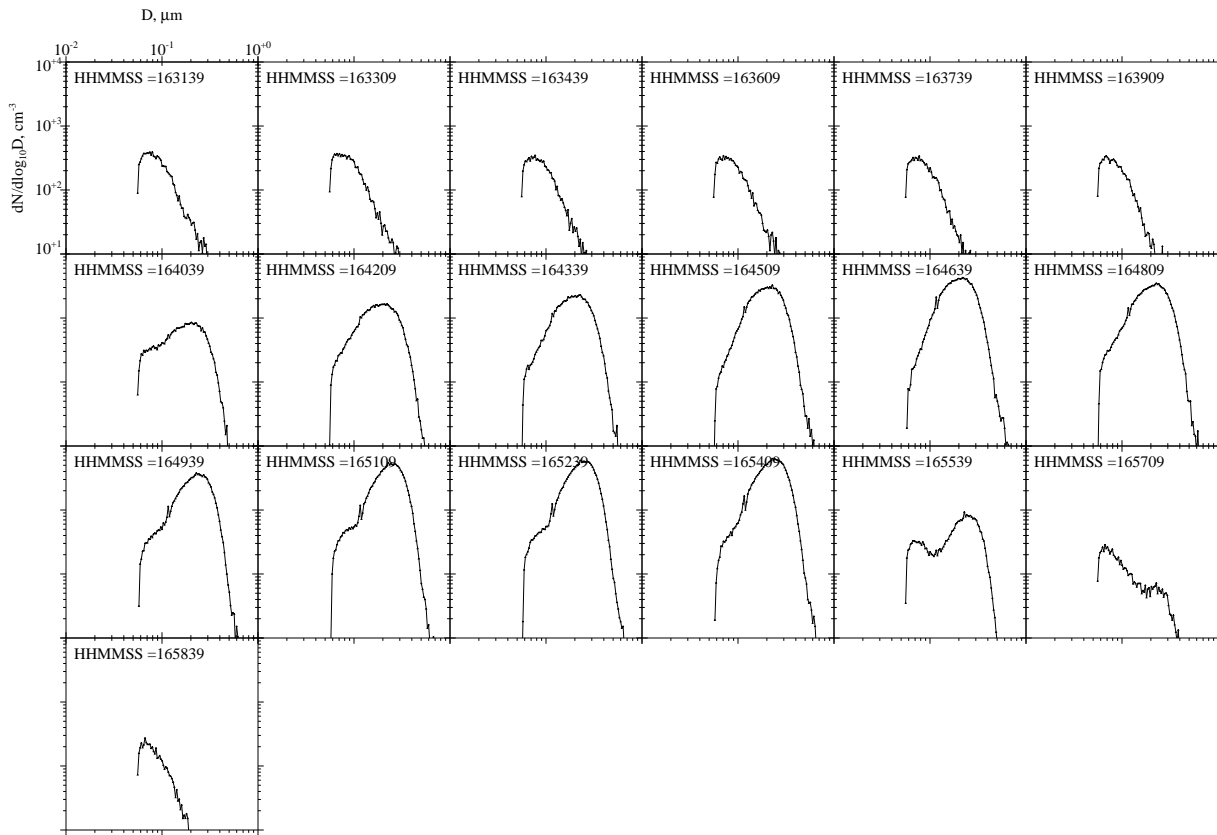 D, μm
10-2 10-1 10+0
10+4
10+3
10+2
10+1
dN/dlog10D, cm-3
HHMMSS =163139 HHMMSS =163309 HHMMSS =163439 HHMMSS =163609 HHMMSS =163739 HHMMSS =163909
HHMMSS =164039 HHMMSS =164209 HHMMSS =164339 HHMMSS =164509 HHMMSS =164639 HHMMSS =164809
HHMMSS =164939 HHMMSS =165109 HHMMSS =165239 HHMMSS =165409 HHMMSS =165539 HHMMSS =165709
HHMMSS =165839